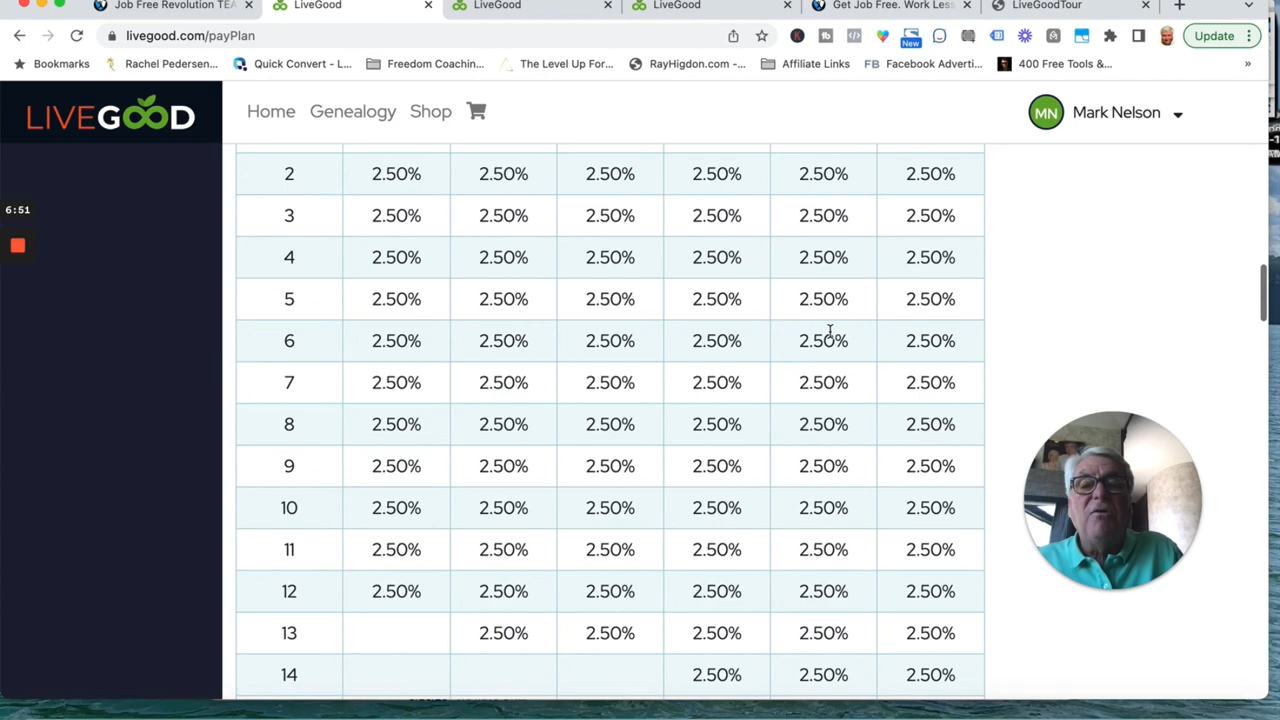 Job Free Revolution TEA × LiveGood × LiveGood × LiveGood × Get Job Free. Work Less × LiveGoodTour × +
livegood.com/payPlan New Update
Bookmarks Rachel Pedersen... Quick Convert - L... Freedom Coachin... The Level Up For... RayHigdon.com -... Affiliate Links FB Facebook Adverti... 400 Free Tools &... »
LIVEGOOD Home Genealogy Shop MN Mark Nelson
2 2.50% 2.50% 2.50% 2.50% 2.50% 2.50%
6:51
3 2.50% 2.50% 2.50% 2.50% 2.50% 2.50%
4 2.50% 2.50% 2.50% 2.50% 2.50% 2.50%
5 2.50% 2.50% 2.50% 2.50% 2.50% 2.50%
6 2.50% 2.50% 2.50% 2.50% 2.50% 2.50%
7 2.50% 2.50% 2.50% 2.50% 2.50% 2.50%
8 2.50% 2.50% 2.50% 2.50% 2.50% 2.50%
9 2.50% 2.50% 2.50% 2.50% 2.50% 2.50%
10 2.50% 2.50% 2.50% 2.50% 2.50% 2.50%
11 2.50% 2.50% 2.50% 2.50% 2.50% 2.50%
12 2.50% 2.50% 2.50% 2.50% 2.50% 2.50%
13 2.50% 2.50% 2.50% 2.50% 2.50%
14 2.50% 2.50% 2.50%